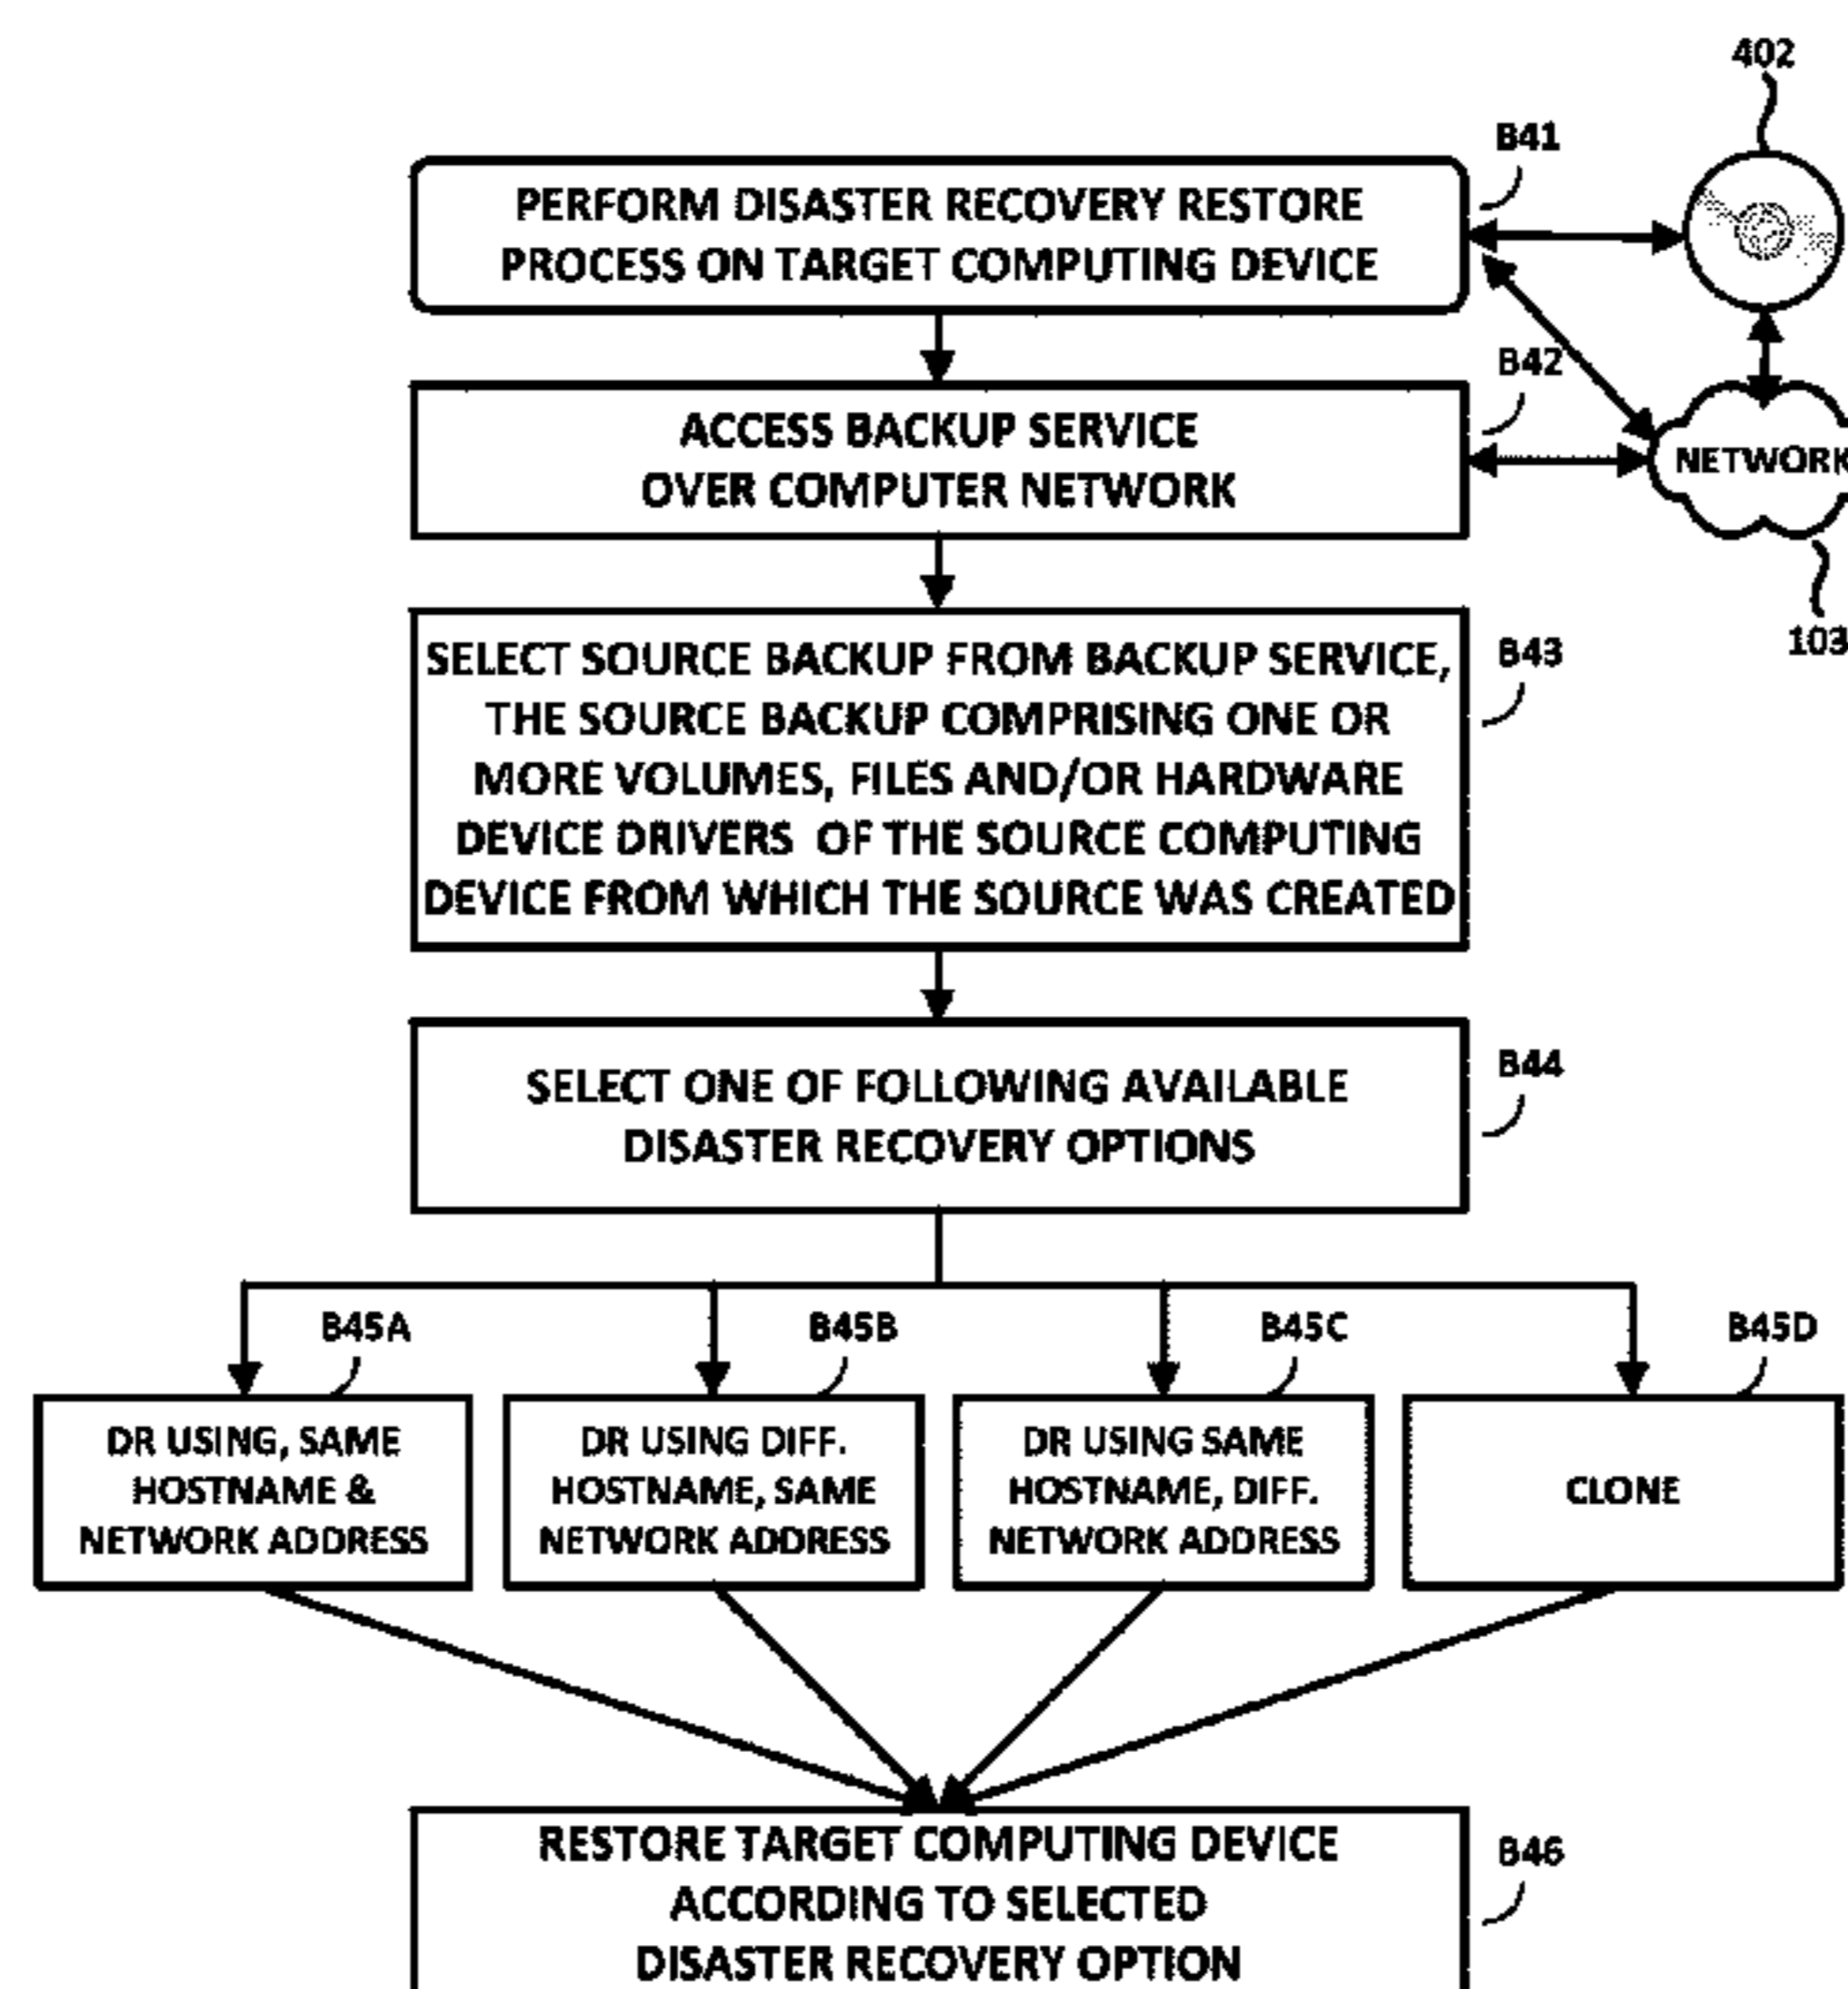 402
B41
PERFORM DISASTER RECOVERY RESTORE
PROCESS ON TARGET COMPUTING DEVICE
B42
ACCESS BACKUP SERVICE
OVER COMPUTER NETWORK
NETWORK
103
B43
SELECT SOURCE BACKUP FROM BACKUP SERVICE,
THE SOURCE BACKUP COMPRISING ONE OR
MORE VOLUMES, FILES AND/OR HARDWARE
DEVICE DRIVERS OF THE SOURCE COMPUTING
DEVICE FROM WHICH THE SOURCE WAS CREATED
B44
SELECT ONE OF FOLLOWING AVAILABLE
DISASTER RECOVERY OPTIONS
B45A
DR USING, SAME
HOSTNAME &
NETWORK ADDRESS
B45B
DR USING DIFF.
HOSTNAME, SAME
NETWORK ADDRESS
B45C
DR USING SAME
HOSTNAME, DIFF.
NETWORK ADDRESS
B45D
CLONE
B46
RESTORE TARGET COMPUTING DEVICE
ACCORDING TO SELECTED
DISASTER RECOVERY OPTION